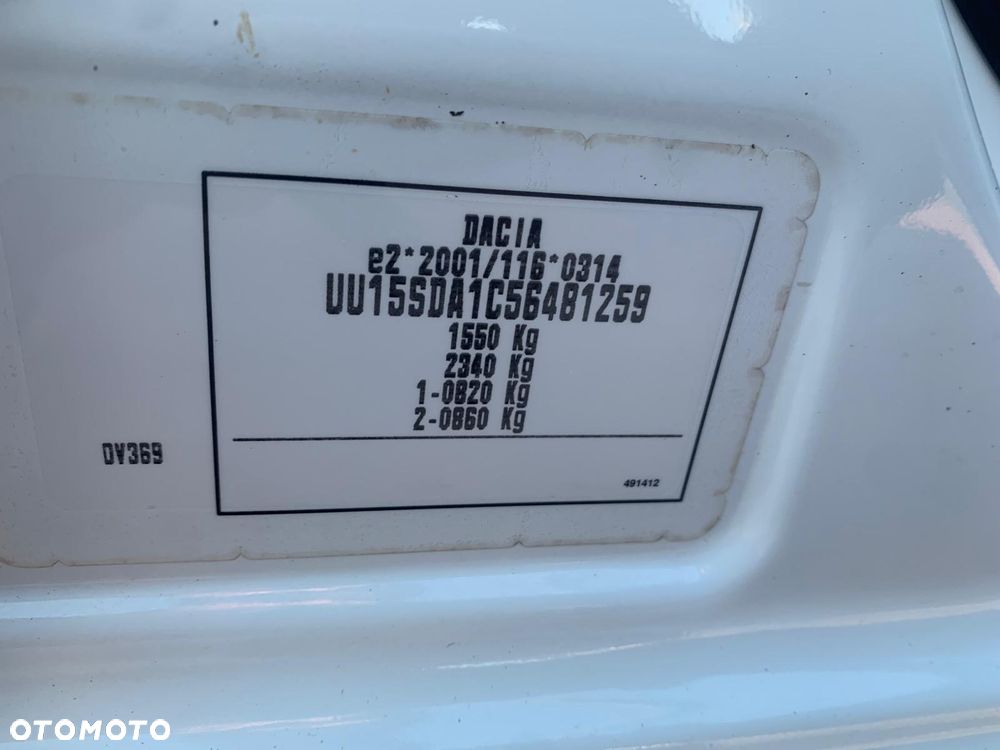 DACIA
e2*2001/116*0314
UU15SDA1C56481259
1550 Kg
2340 Kg
1-0820 Kg
2-0860 Kg
DV369
491412
OTOMOTO